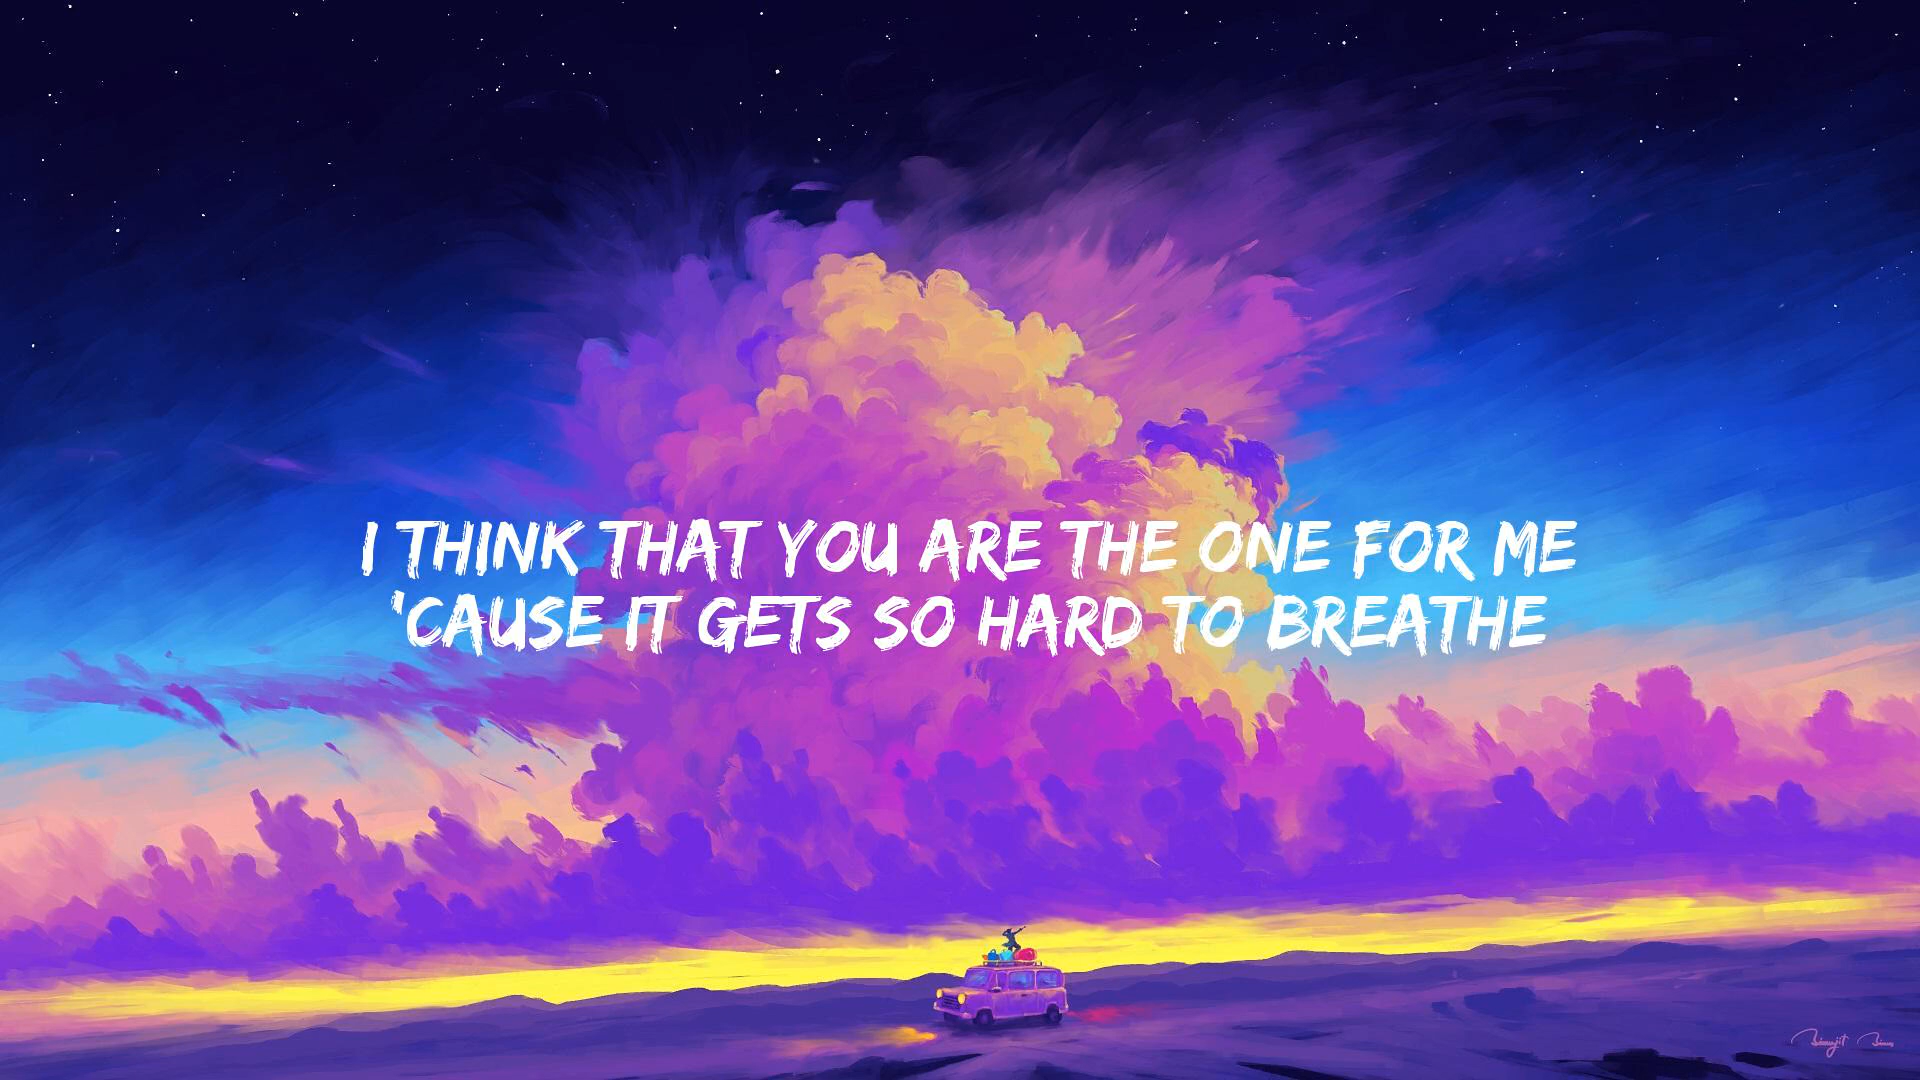 I THINK THAT YOU ARE THE ONE FOR ME
'CAUSE IT GETS SO HARD TO BREATHE